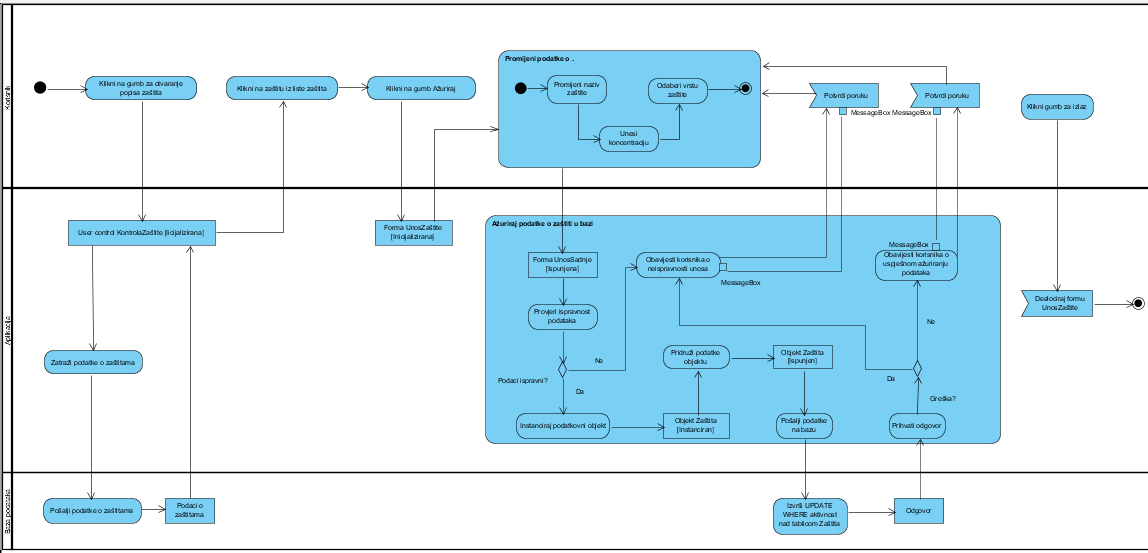 Korisnik
Klikni na gumb za otvaranje
popisa zaštita
Klikni na zaštitu iz liste zaštita
Klikni na gumb Ažuriraj
Promijeni podatke o .
Promijeni naziv
zaštite
Odaberi vrstu
zaštite
Unesi
koncentraciju
Potvrdi poruku
Potvrdi poruku
MessageBox
MessageBox
Klikni gumb za izlaz
Aplikacija
User control KontrolaZaštite [Iicijalizirana]
Forma UnosZaštite
[Inicijalizirana]
Ažuriraj podatke o zaštiti u bazi
Forma UnosSadnje
[Ispunjena]
Obavijesti korisnika o
neispravnosti unosa
MessageBox
MessageBox
Obavijesti korisnika o
uspješnom ažuriranju
podataka
Dealociraj formu
UnosZaštite
Provjeri ispravnost
podataka
Ne
Ne
Zatraži podatke o zaštitama
Pridruži podatke
objektu
Objekt Zaštita
[Ispunjen]
Podaci ispravni?
Da
Da
Greška?
Instanciraj podatkovni objekt
Objekt Zaštita
[Instanciran]
Pošalji podatke
na bazu
Prihvati odgovor
Baza podataka
Pošalji podatke o zaštitama
Podaci o
zaštitama
Izvrši UPDATE
WHERE aktivnost
nad tablicom Zaštita
Odgovor